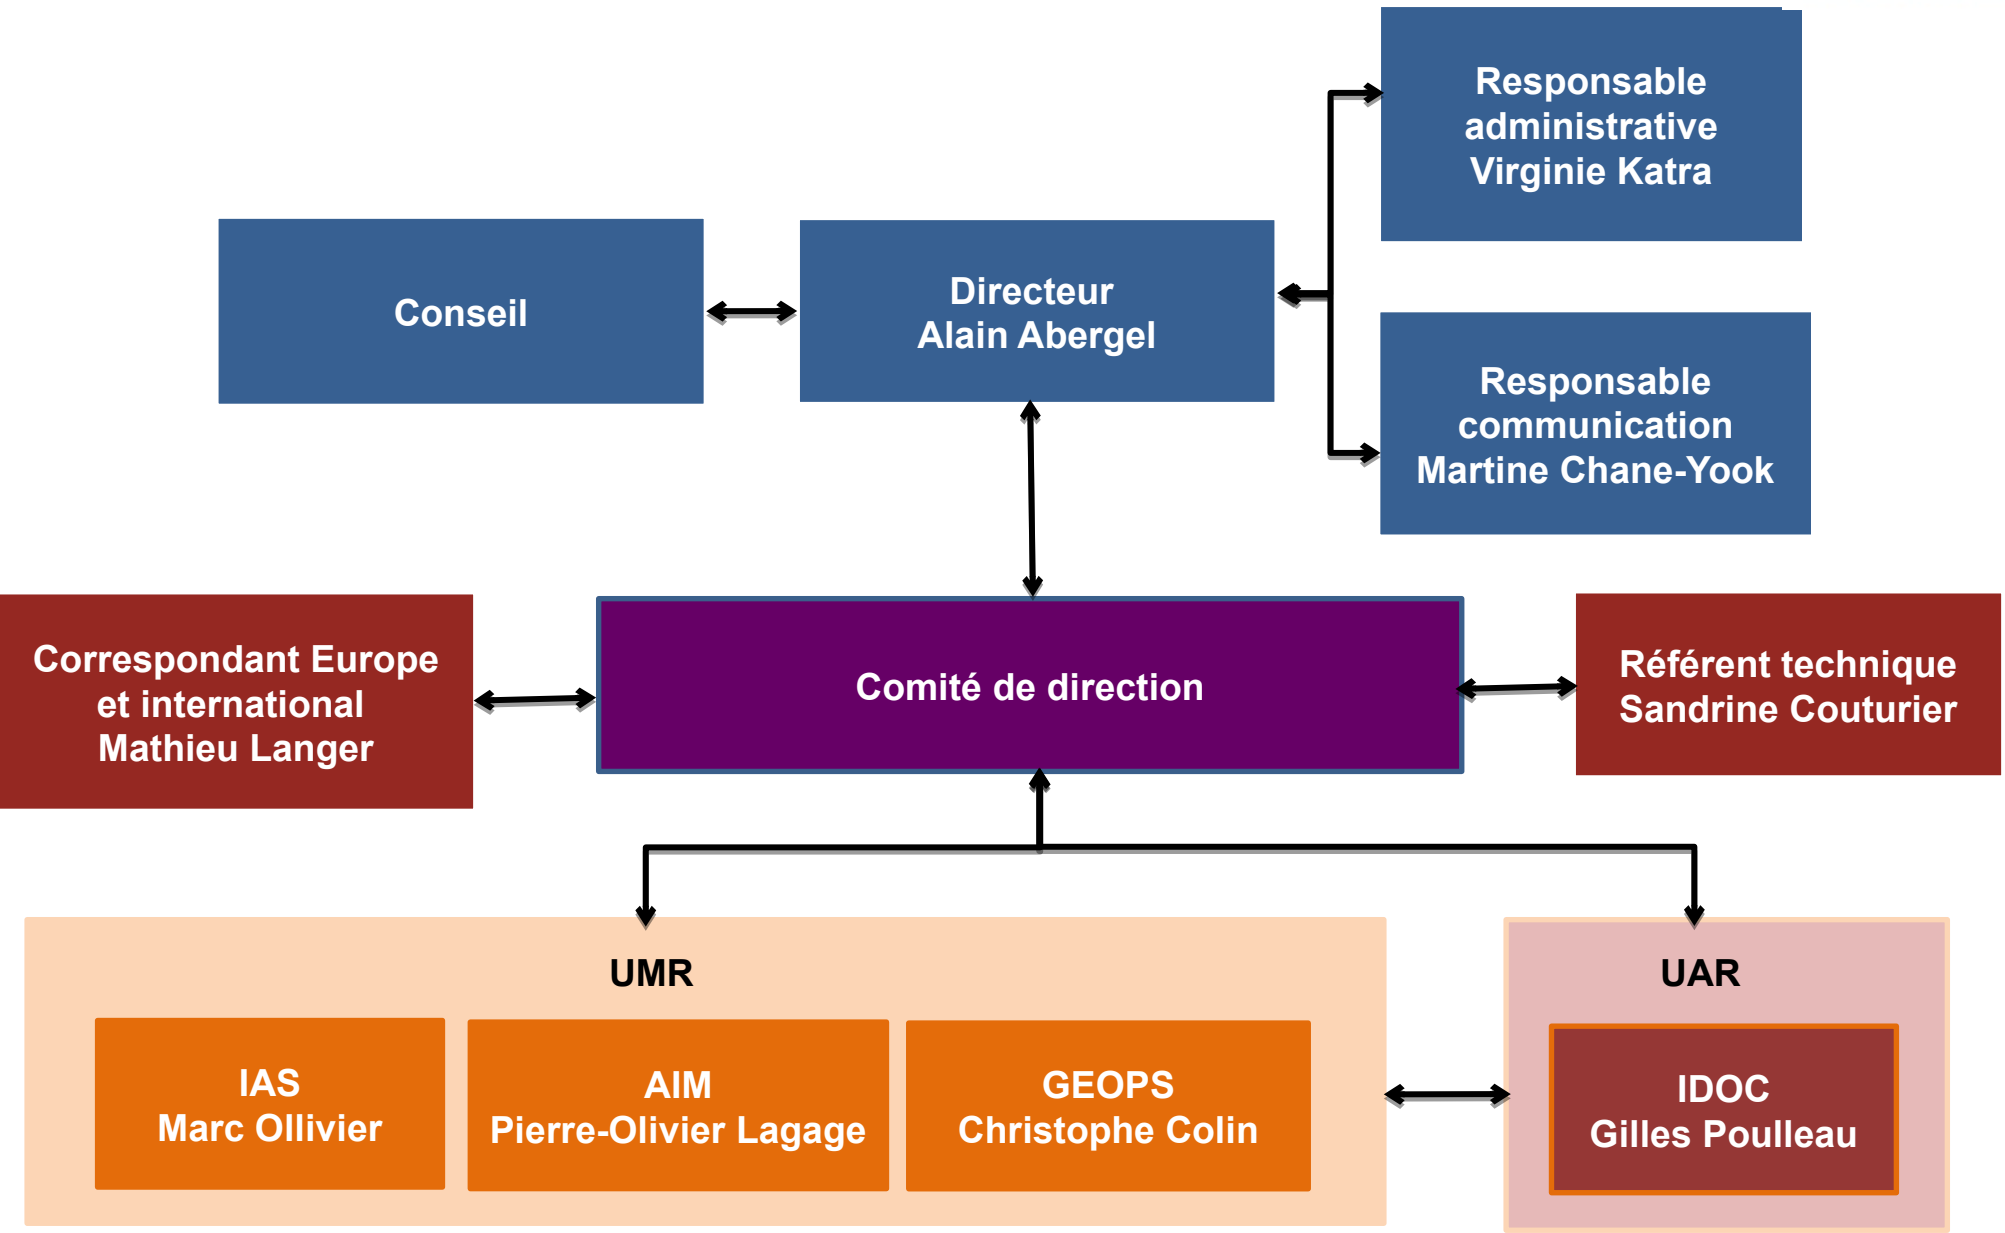 Responsable
administrative
Virginie Katra
Conseil
Directeur
Alain Abergel
Responsable
communication
Martine Chane-Yook
Correspondant Europe
et international
Mathieu Langer
Comité de direction
Référent technique
Sandrine Couturier
UMR
IAS
Marc Ollivier
AIM
Pierre-Olivier Lagage
GEOPS
Christophe Colin
UAR
IDOC
Gilles Poulleau